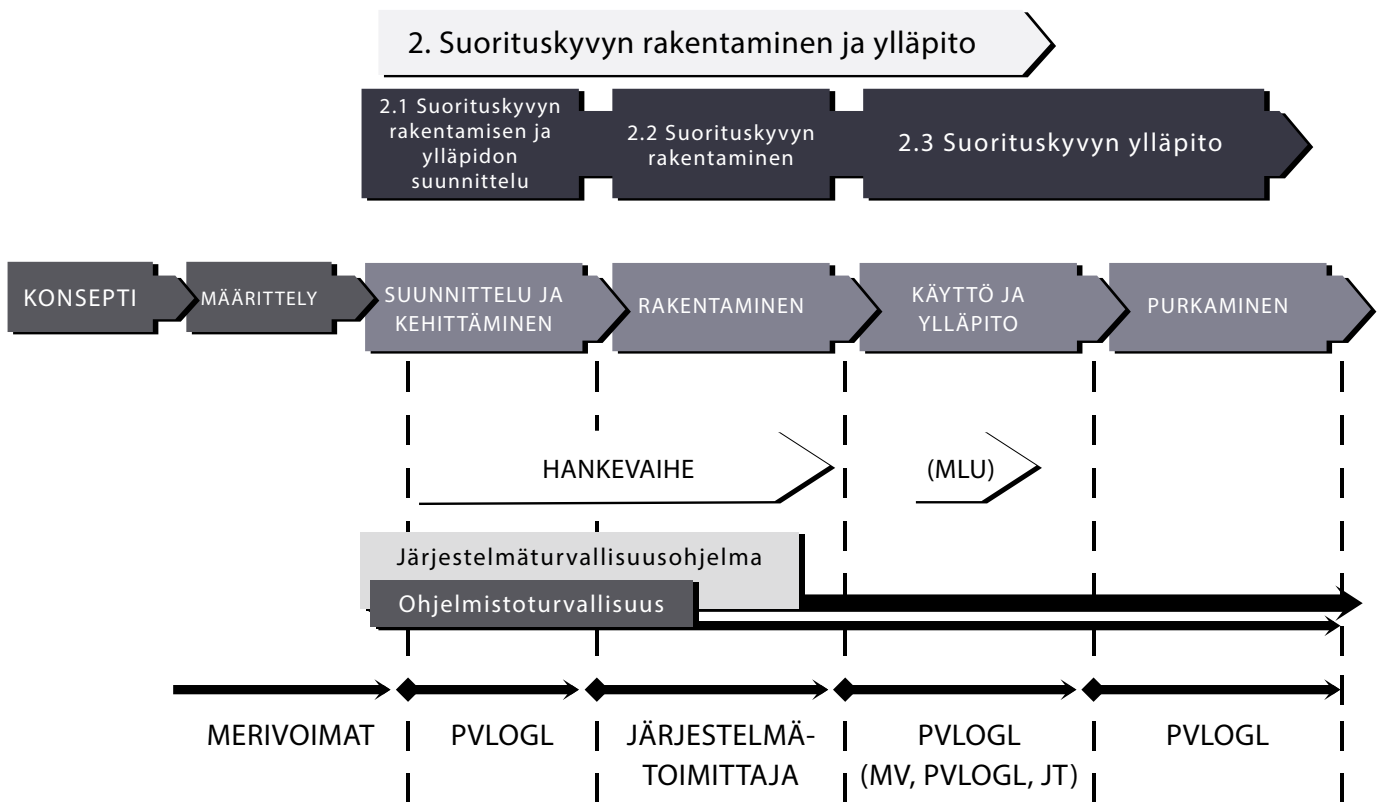 2. Suorituskyvyn rakentaminen ja ylläpito
2.1 Suorituskyvyn
rakentamisen ja
ylläpidon
suunnittelu
2.2 Suorituskyvyn
rakentaminen
2.3 Suorituskyvyn ylläpito
KONSEPTI
MÄÄRITTELY
SUUNNITTELU JA
KEHITTÄMINEN
RAKENTAMINEN
KÄYTTÖ JA
YLLÄPITO
PURKAMINEN
HANKEVAIHE
(MLU)
Järjestelmäturvallisuusohjelma
Ohjelmistoturvallisuus
MERIVOIMAT
PVLOGL
JÄRJESTELMÄ-
TOIMITTAJA
PVLOGL
(MV, PVLOGL, JT)
PVLOGL